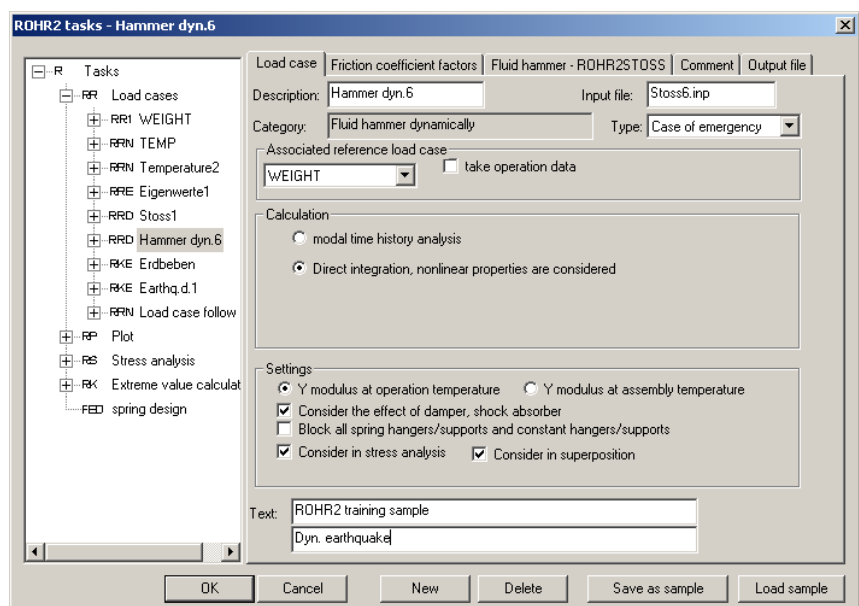 ROHR2 tasks - Hammer dyn.6
R Tasks
RR Load cases
RR1 WEIGHT
RRN TEMP
RRN Temperature2
RRE Eigenwerte1
RRD Stoss1
RRD Hammer dyn.6
RKE Erdbeben
RKE Earthq.d.1
RRN Load case follow
RP Plot
RS Stress analysis
RK Extreme value calculat
FED spring design
Load case Friction coefficient factors Fluid hammer - ROHR2STOSS Comment Output file
Description: Hammer dyn.6 Input file: Stoss6.inp
Category: Fluid hammer dynamically Type: Case of emergency
Associated reference load case
WEIGHT take operation data
Calculation
modal time history analysis
Direct integration, nonlinear properties are considered
Settings
Y modulus at operation temperature Y modulus at assembly temperature
Consider the effect of damper, shock absorber
Block all spring hangers/supports and constant hangers/supports
Consider in stress analysis Consider in superposition
Text: ROHR2 training sample
Dyn. earthquake
OK Cancel New Delete Save as sample Load sample